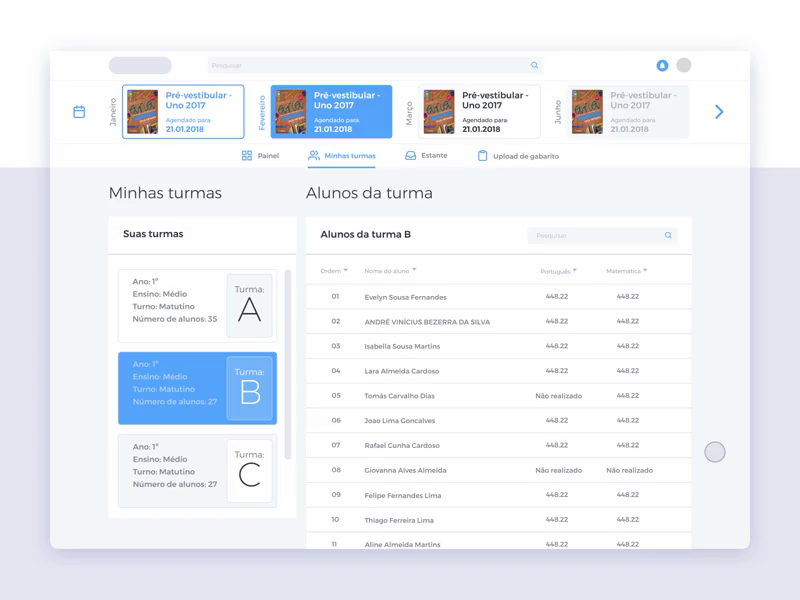 Pesquisar
Janeiro
Pré-vestibular -
Uno 2017
Agendado para:
21.01.2018
Fevereiro
Pré-vestibular -
Uno 2017
Agendado para:
21.01.2018
Março
Pré-vestibular -
Uno 2017
Agendado para:
21.01.2018
Junho
Pré-vestibular -
Uno 2017
Agendado para:
21.01.2018
Painel
Minhas turmas
Estante
Upload de gabarito
Minhas turmas
Alunos da turma
Suas turmas
Ano: 1º
Ensino: Médio
Turno: Matutino
Número de alunos: 35
Turma:
A
Ano: 1º
Ensino: Médio
Turno: Matutino
Número de alunos: 27
Turma:
B
Ano: 1º
Ensino: Médio
Turno: Matutino
Número de alunos: 27
Turma:
C
Alunos da turma B
Pesquisar
Ordem Nome do aluno Português Matemática
01 Evelyn Sousa Fernandes 448.22 448.22
02 ANDRÉ VINÍCIUS BEZERRA DA SILVA 448.22 448.22
03 Isabella Sousa Martins 448.22 448.22
04 Lara Almeida Cardoso 448.22 448.22
05 Tomás Carvalho Dias Não realizado 448.22
06 Joao Lima Goncalves 448.22 448.22
07 Rafael Cunha Cardoso 448.22 448.22
08 Giovanna Alves Almeida Não realizado Não realizado
09 Felipe Fernandes Lima 448.22 448.22
10 Thiago Ferreira Lima 448.22 448.22
11 Aline Almeida Martins 448.22 448.22